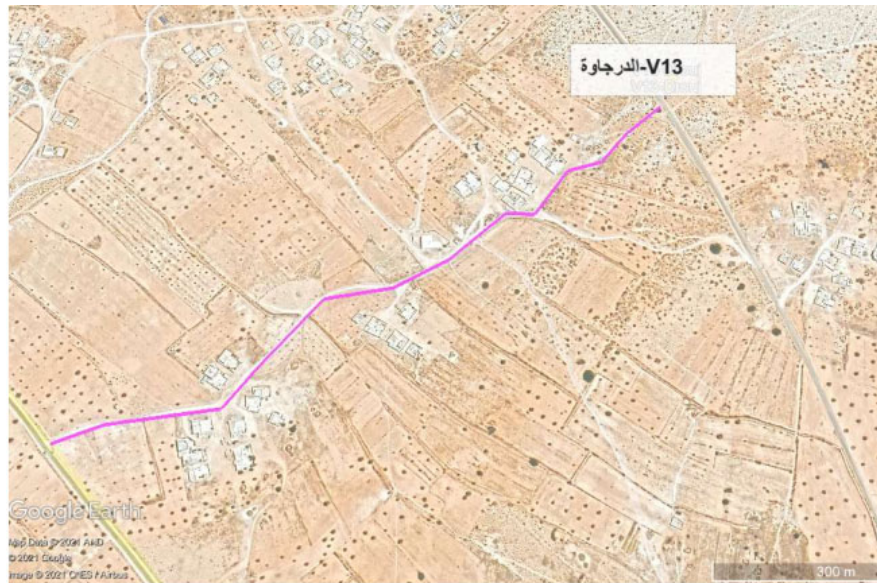 V13-الدرجاوة
Google Earth
Map Data © 2021 AND
© 2021 Google
Image © 2021 CNES / Airbus
300 m